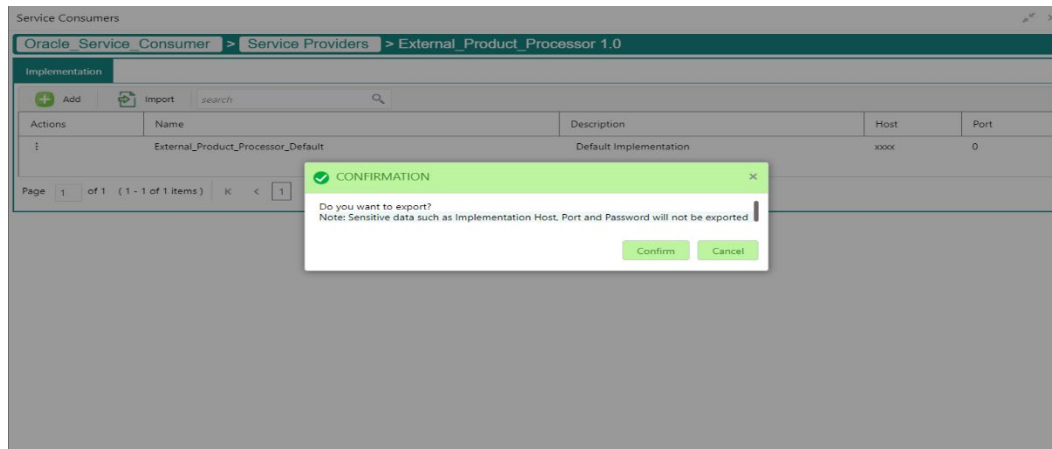 Service Consumers
Oracle_Service_Consumer > Service Providers > External_Product_Processor 1.0
Implementation
Add Import search
Actions Name Description Host Port
External_Product_Processor_Default Default Implementation xxxx 0
CONFIRMATION
Page 1 of 1 ( 1 - 1 of 1 items ) K < 1
Do you want to export?
Note: Sensitive data such as Implementation Host, Port and Password will not be exported
Confirm Cancel